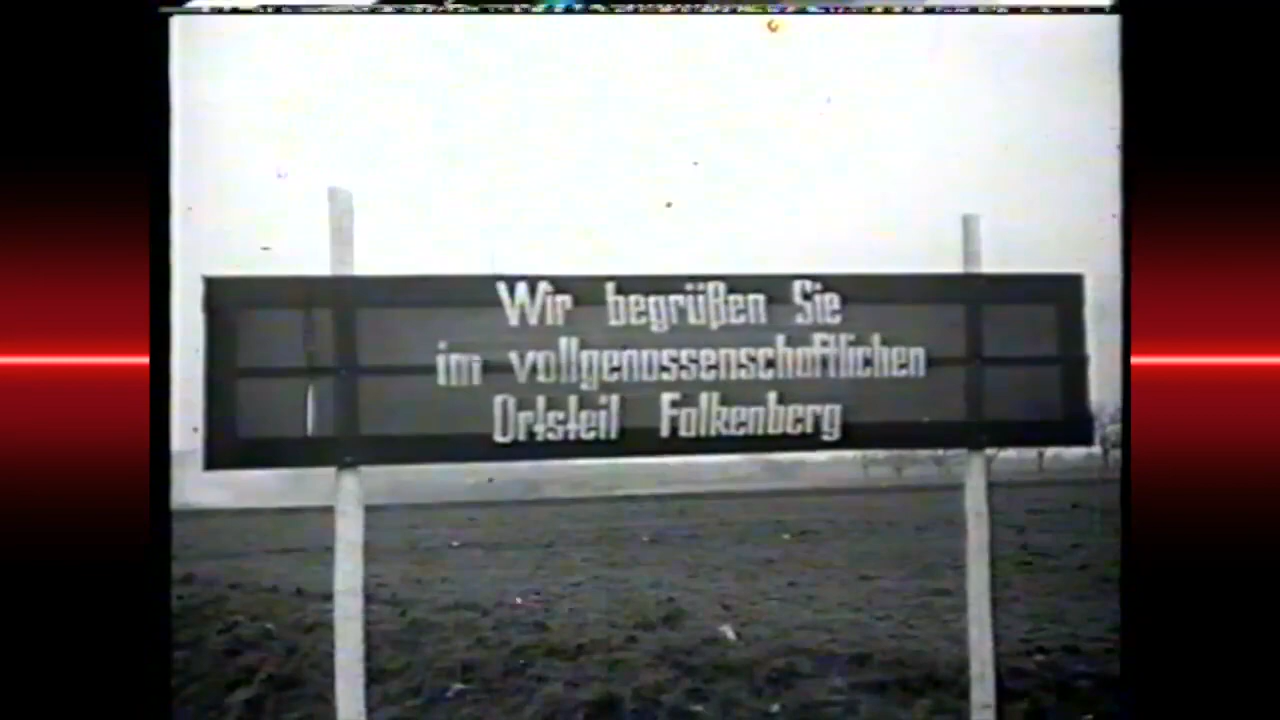 Wir begrüßen Sie
im vollgenossenschaftlichen
Ortsteil Falkenberg